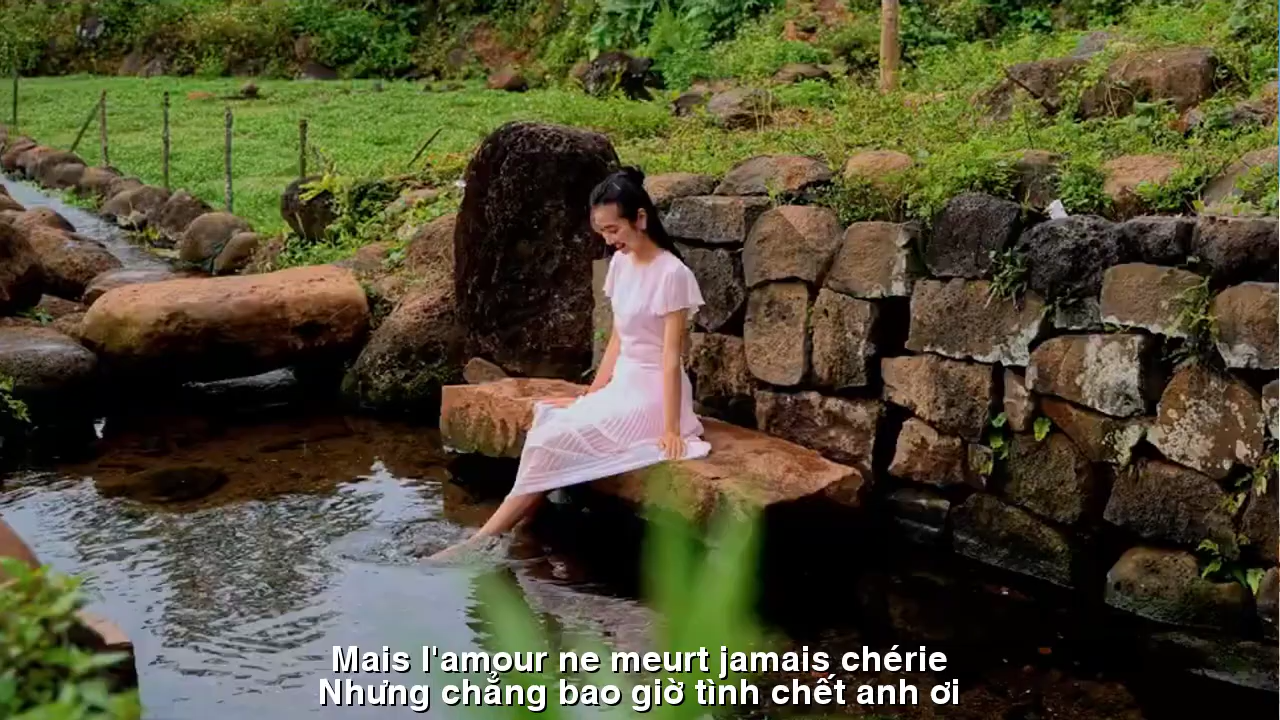 Mais l'amour ne meurt jamais chérie
Nhưng chẳng bao giờ tình chết anh ơi